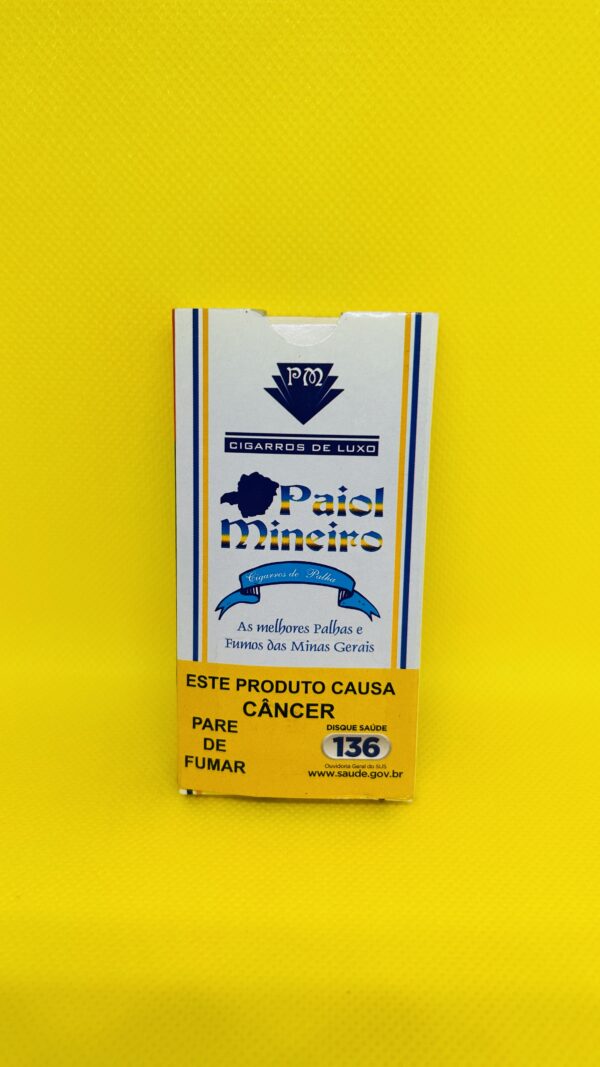 PM
CIGARROS DE LUXO
Paiol
Mineiro
Cigarros de Palha
As melhores Palhas e
Fumos das Minas Gerais
ESTE PRODUTO CAUSA
CÂNCER
PARE
DE
FUMAR
DISQUE SAÚDE
136
Ouvidoria Geral do SUS
www.saude.gov.br